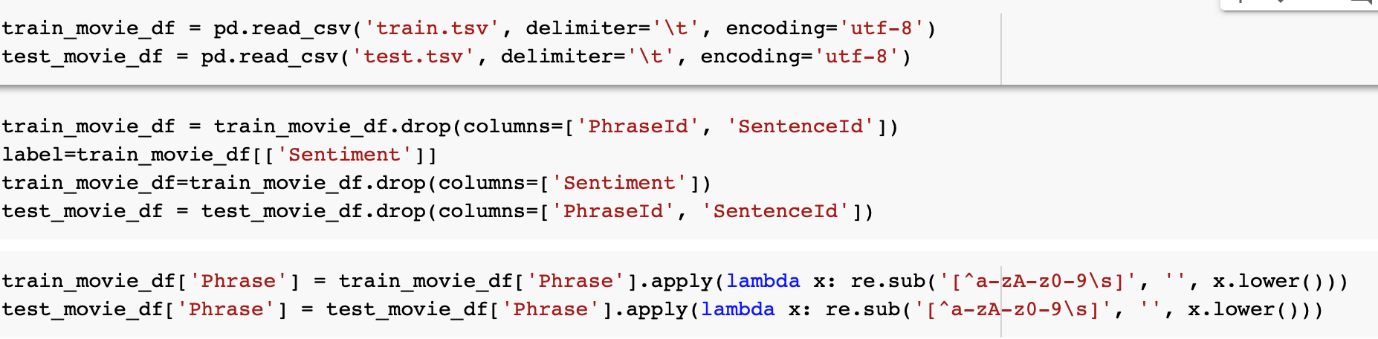 train_movie_df = pd.read_csv('train.tsv', delimiter='\t', encoding='utf-8')
test_movie_df = pd.read_csv('test.tsv', delimiter='\t', encoding='utf-8')
train_movie_df = train_movie_df.drop(columns=['PhraseId', 'SentenceId'])
label=train_movie_df[['Sentiment']]
train_movie_df=train_movie_df.drop(columns=['Sentiment'])
test_movie_df = test_movie_df.drop(columns=['PhraseId', 'SentenceId'])
train_movie_df['Phrase'] = train_movie_df['Phrase'].apply(lambda x: re.sub('[^a-zA-z0-9\s]', '', x.lower()))
test_movie_df['Phrase'] = test_movie_df['Phrase'].apply(lambda x: re.sub('[^a-zA-z0-9\s]', '', x.lower()))